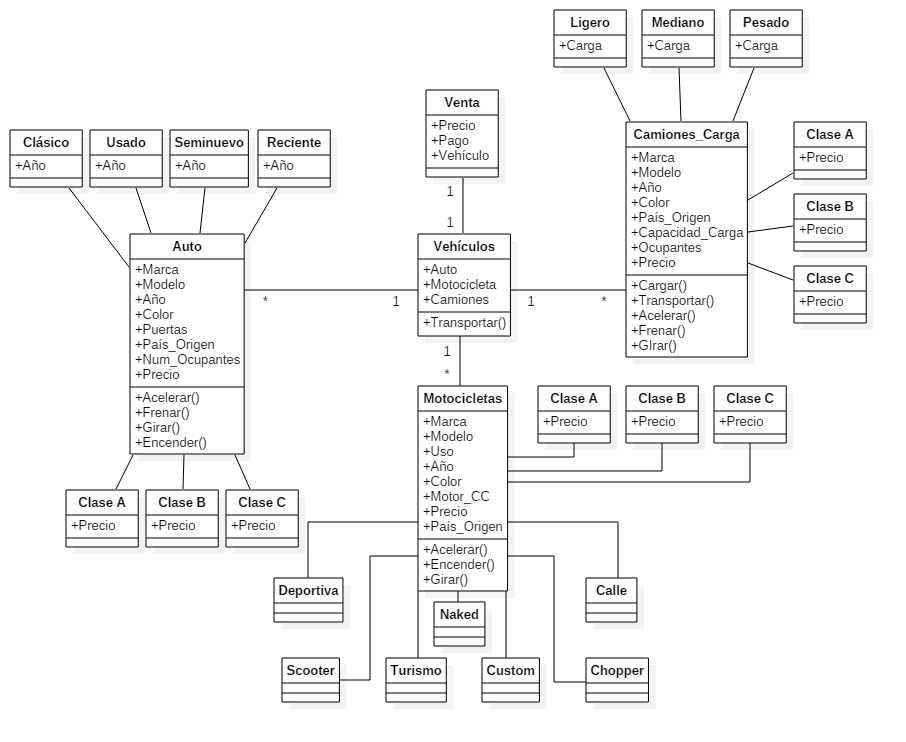 Ligero
+Carga
Mediano
+Carga
Pesado
+Carga
Venta
+Precio
+Pago
+Vehículo
Clásico
+Año
Usado
+Año
Seminuevo
+Año
Reciente
+Año
Camiones_Carga
+Marca
+Modelo
+Año
+Color
+País_Origen
+Capacidad_Carga
+Ocupantes
+Precio
+Cargar()
+Transportar()
+Acelerar()
+Frenar()
+GIrar()
Clase A
+Precio
Clase B
+Precio
Clase C
+Precio
1
1
Auto
+Marca
+Modelo
+Año
+Color
+Puertas
+País_Origen
+Num_Ocupantes
+Precio
+Acelerar()
+Frenar()
+Girar()
+Encender()
Vehículos
+Auto
+Motocicleta
+Camiones
+Transportar()
*
1
1
*
1
*
Motocicletas
+Marca
+Modelo
+Uso
+Año
+Color
+Motor_CC
+Precio
+País_Origen
+Acelerar()
+Encender()
+Girar()
Clase A
+Precio
Clase B
+Precio
Clase C
+Precio
Clase A
+Precio
Clase B
+Precio
Clase C
+Precio
Deportiva
Naked
Calle
Scooter
Turismo
Custom
Chopper